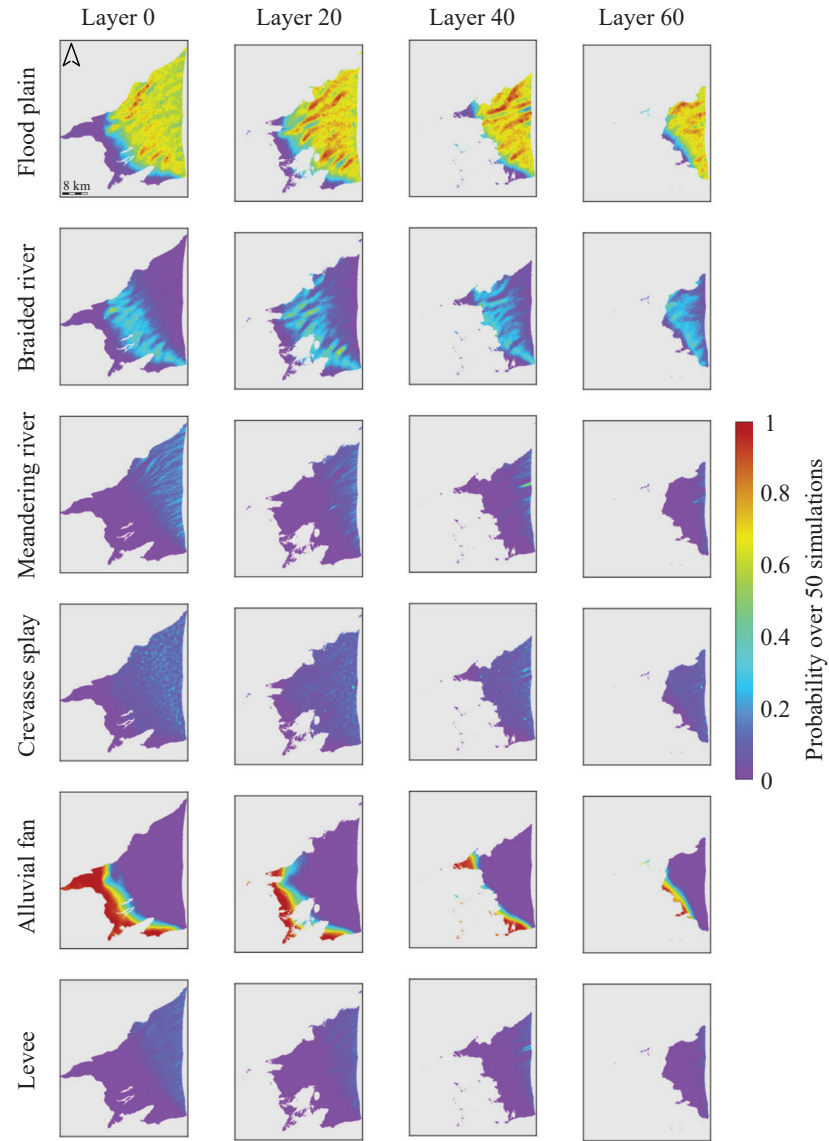 Layer 0
Layer 20
Layer 40
Layer 60
Flood plain
8 km
Braided river
Meandering river
Crevasse splay
Alluvial fan
Levee
1
0.8
0.6
0.4
0.2
0
Probability over 50 simulations